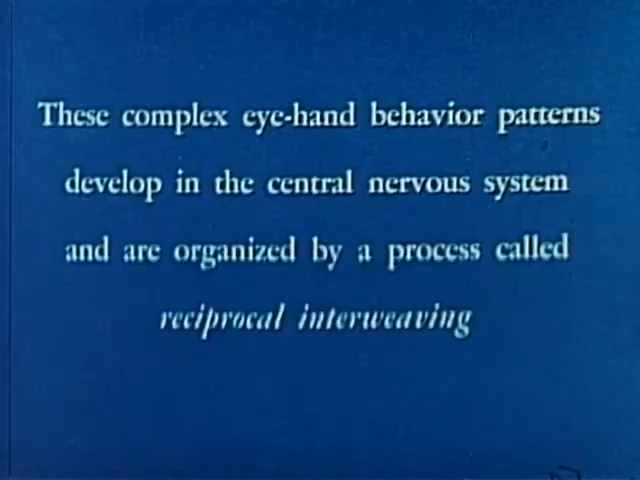 These complex eye-hand behavior patterns
develop in the central nervous system
and are organized by a process called
reciprocal interweaving